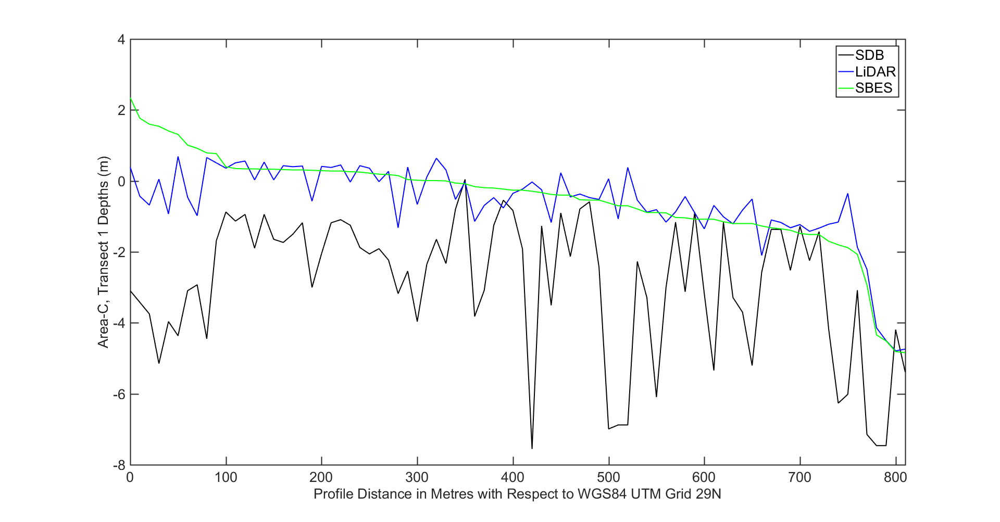 4
2
0
-2
-4
-6
-8
Area-C, Transect 1 Depths (m)
SDB
LiDAR
SBES
0 100 200 300 400 500 600 700 800
Profile Distance in Metres with Respect to WGS84 UTM Grid 29N